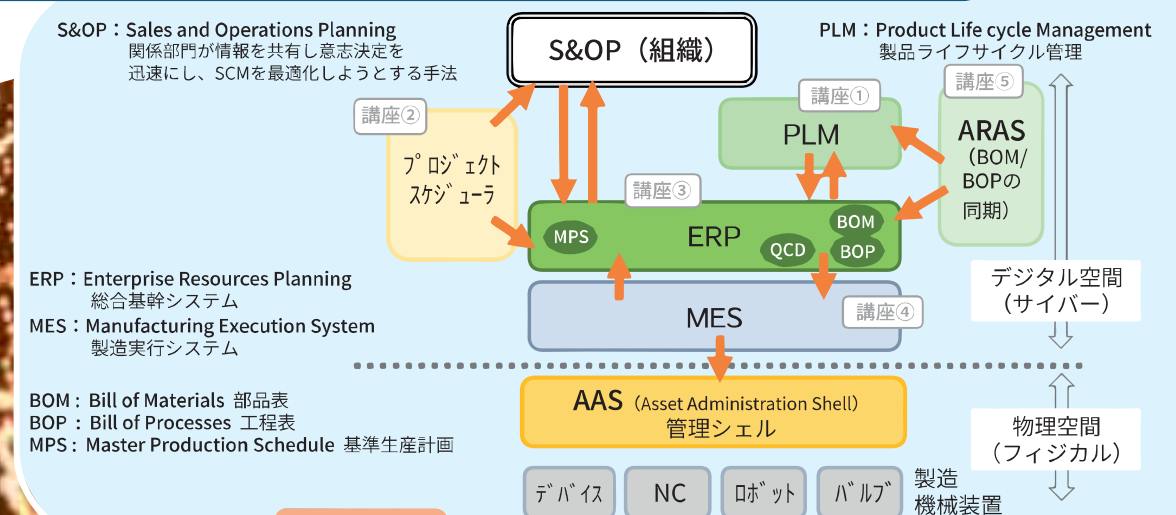 S&OP：Sales and Operations Planning
関係部門が情報を共有し意志決定を
迅速にし、SCMを最適化しようとする手法
S&OP（組織）
PLM：Product Life cycle Management
製品ライフサイクル管理
講座②
ﾌﾟﾛｼﾞｪｸﾄ
ｽｹｼﾞｭｰﾗ
講座①
PLM
講座⑤
ARAS
（BOM/
BOPの
同期）
講座③
MPS
ERP
QCD
BOM
BOP
ERP：Enterprise Resources Planning
総合基幹システム
MES：Manufacturing Execution System
製造実行システム
MES
講座④
デジタル空間
（サイバー）
BOM： Bill of Materials 部品表
BOP： Bill of Processes 工程表
MPS： Master Production Schedule 基準生産計画
AAS（Asset Administration Shell）
管理シェル
物理空間
（フィジカル）
ﾃﾞﾊﾞｲｽ
NC
ﾛﾎﾞｯﾄ
ﾊﾞﾙﾌﾞ
製造
機械装置